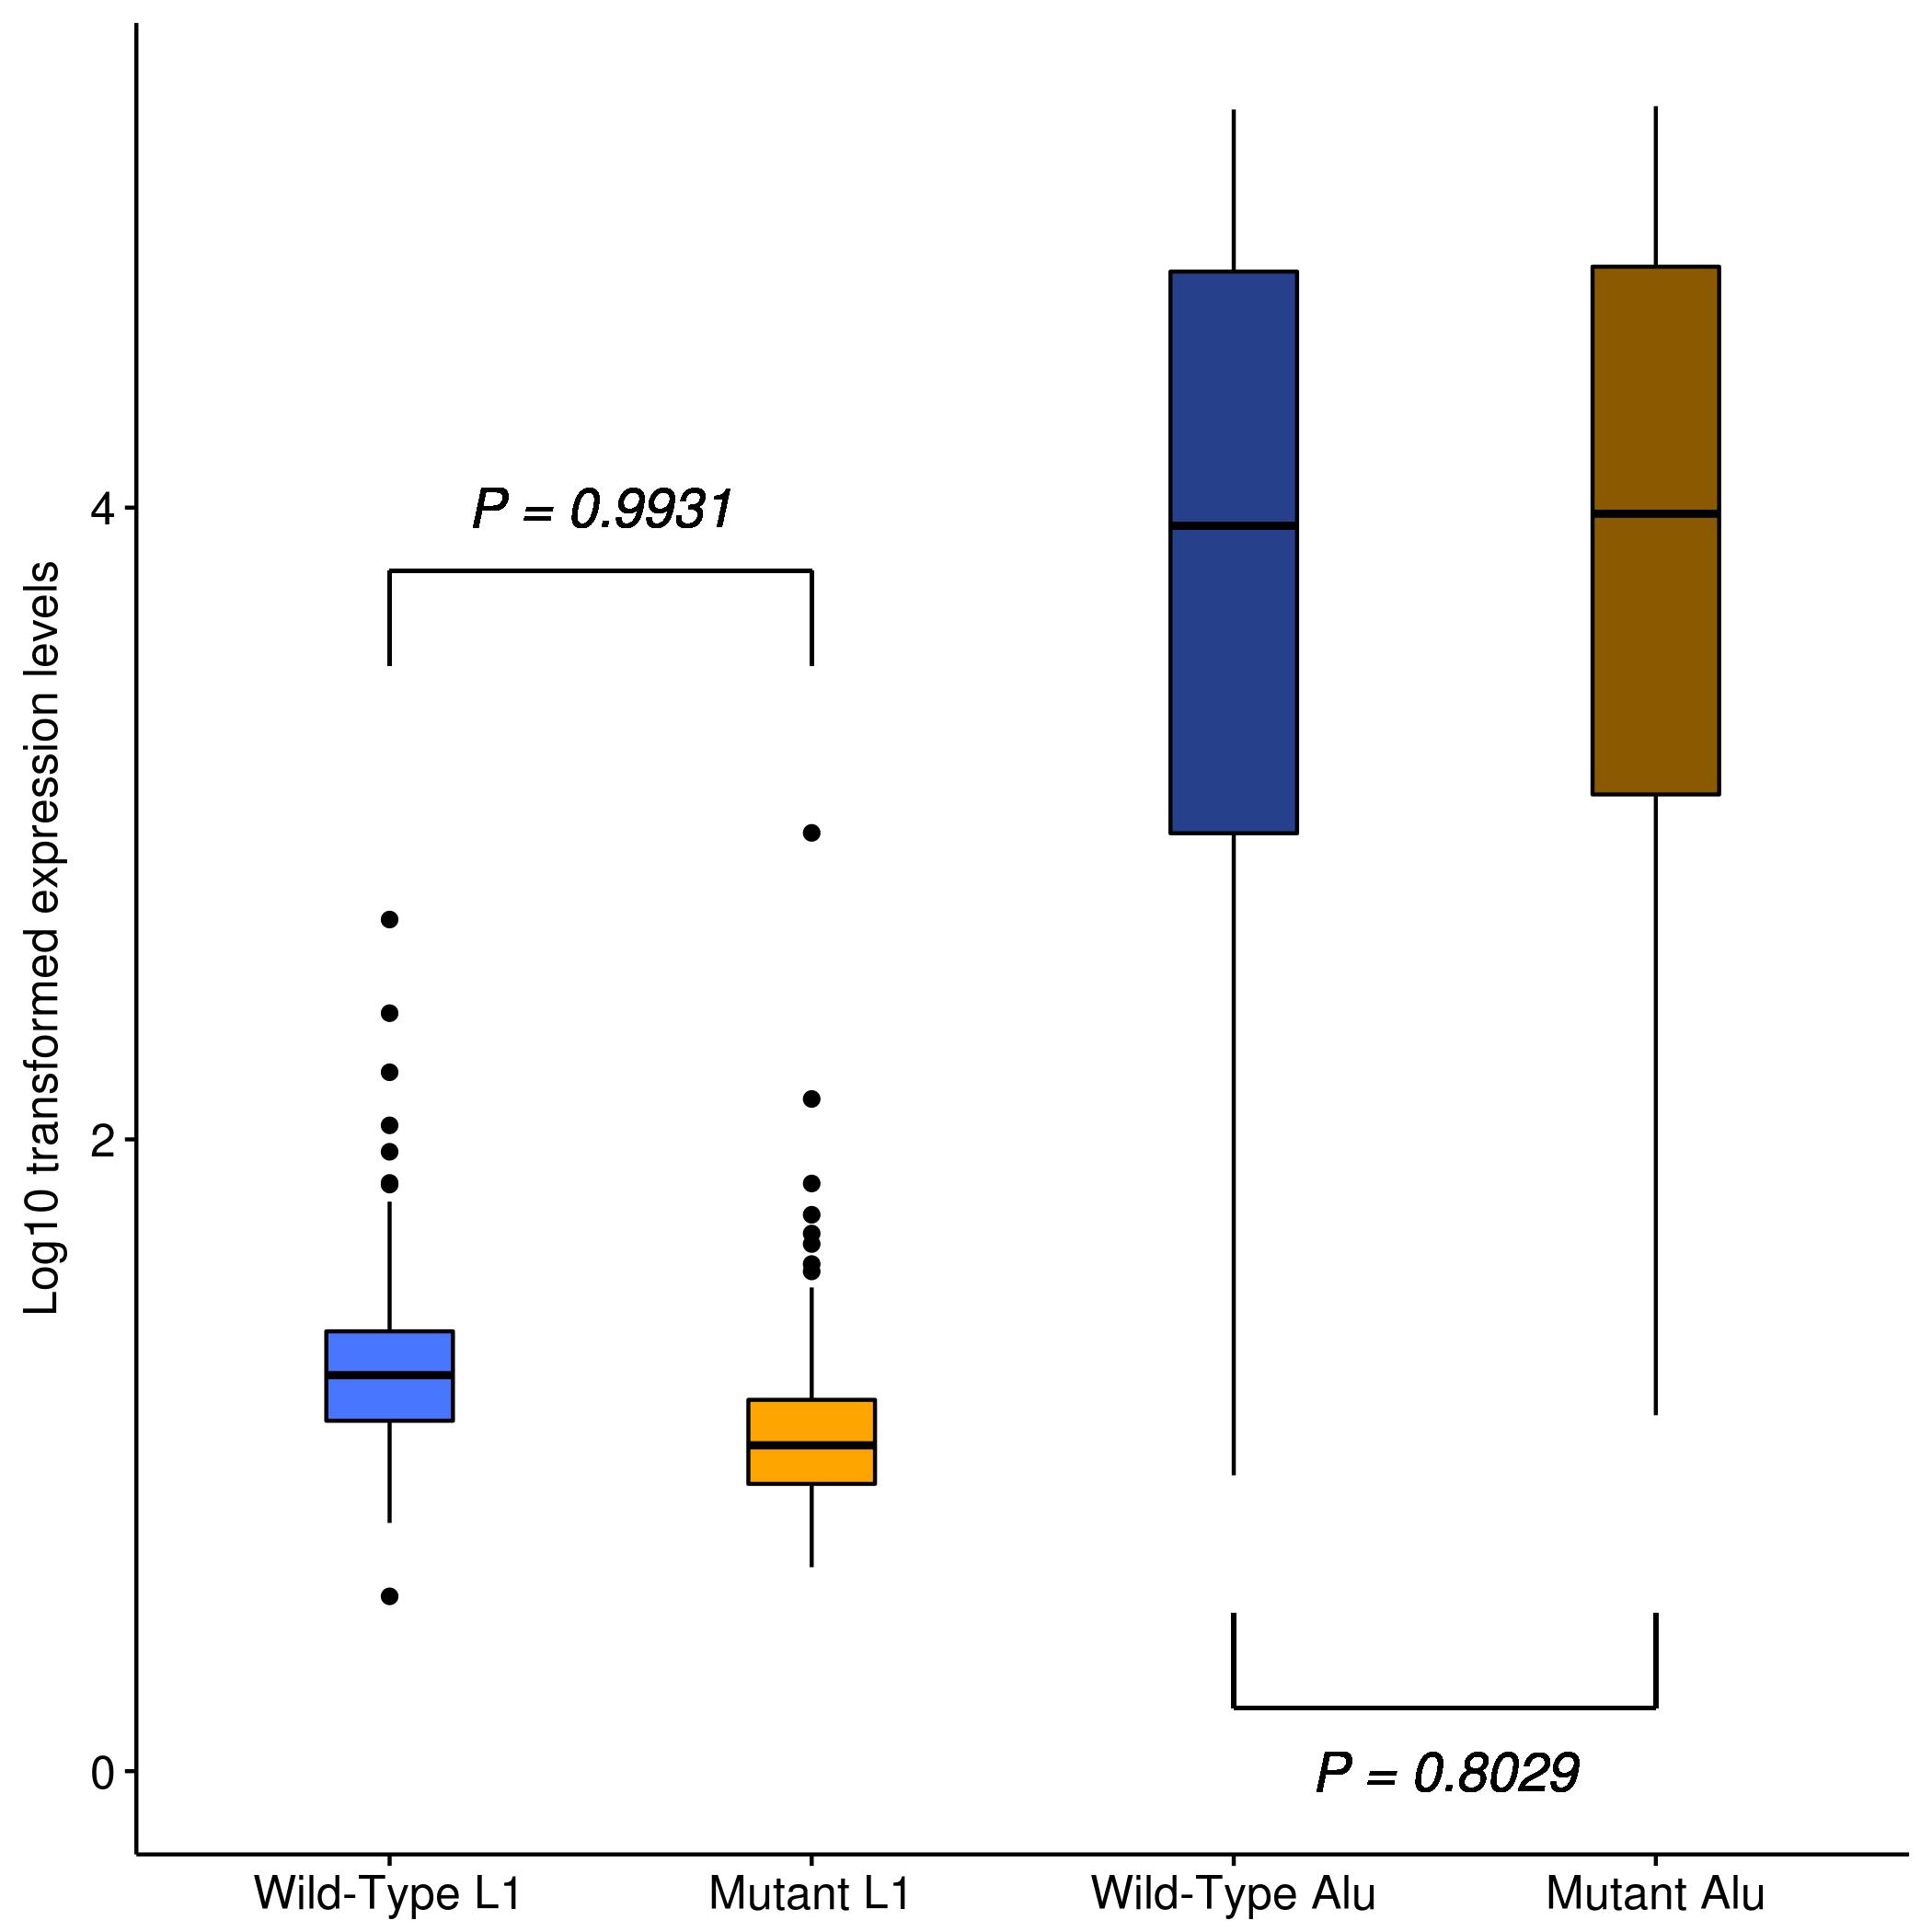 P = 0.9931
4
2
0
Log10 transformed expression levels
P = 0.8029
Wild-Type L1
Mutant L1
Wild-Type Alu
Mutant Alu